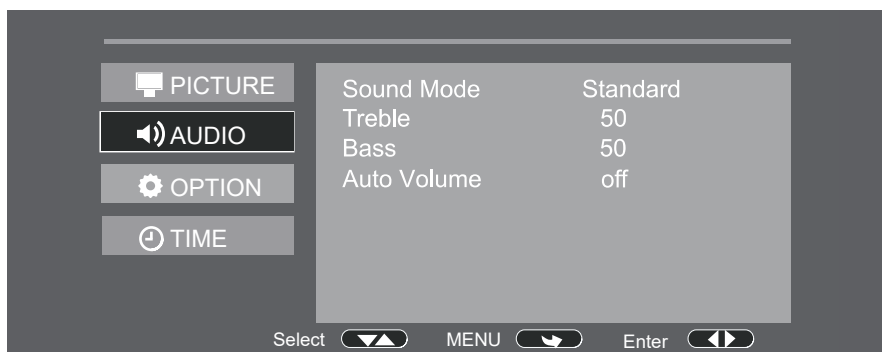 PICTURE
AUDIO
OPTION
TIME
Sound Mode Standard
Treble 50
Bass 50
Auto Volume off
Select MENU Enter